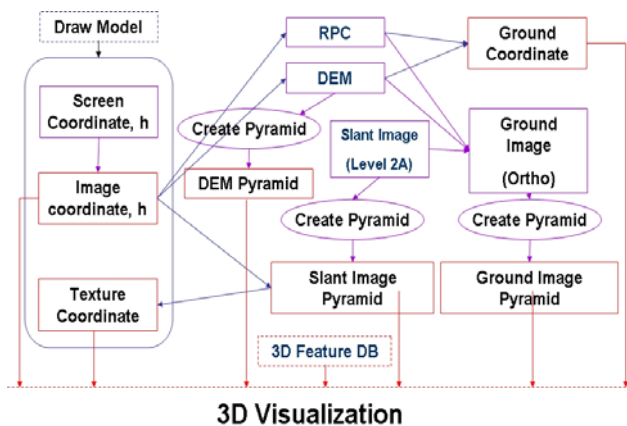 Draw Model
RPC
Ground
Coordinate
DEM
Screen
Coordinate, h
Create Pyramid
Slant Image
(Level 2A)
Ground
Image
(Ortho)
Image
coordinate, h
DEM Pyramid
Create Pyramid
Create Pyramid
Texture
Coordinate
Slant Image
Pyramid
Ground Image
Pyramid
3D Feature DB
3D Visualization